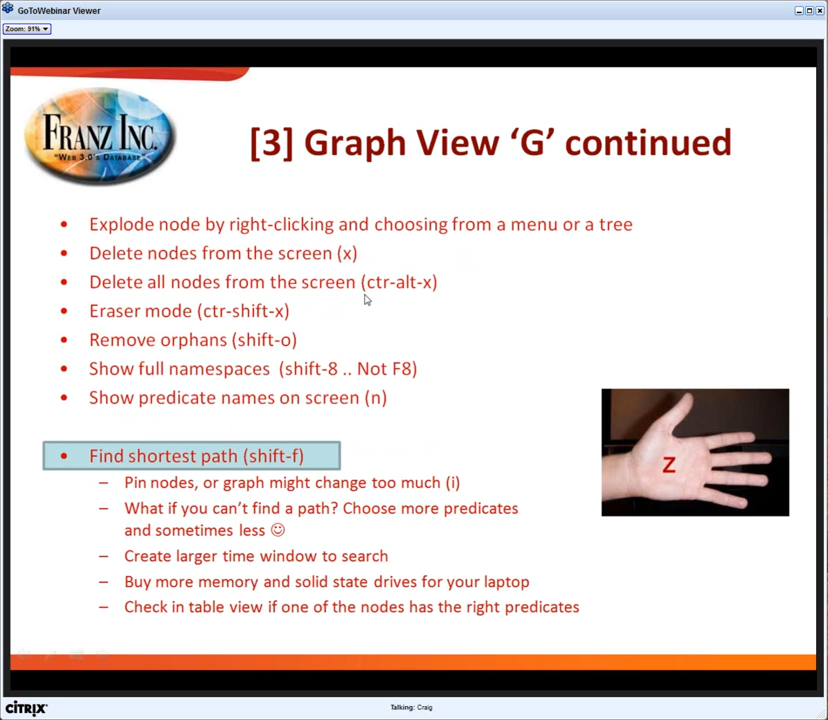 GoToWebinar Viewer
Zoom: 91%
FRANZ INC.
"WEB 3.0'S DATABASE"
[3] Graph View ‘G’ continued
• Explode node by right-clicking and choosing from a menu or a tree
• Delete nodes from the screen (x)
• Delete all nodes from the screen (ctr-alt-x)
• Eraser mode (ctr-shift-x)
• Remove orphans (shift-o)
• Show full namespaces (shift-8 .. Not F8)
• Show predicate names on screen (n)
Z
• Find shortest path (shift-f)
– Pin nodes, or graph might change too much (i)
– What if you can’t find a path? Choose more predicates
and sometimes less ☺
– Create larger time window to search
– Buy more memory and solid state drives for your laptop
– Check in table view if one of the nodes has the right predicates
CİTRIX®
Talking: Craig